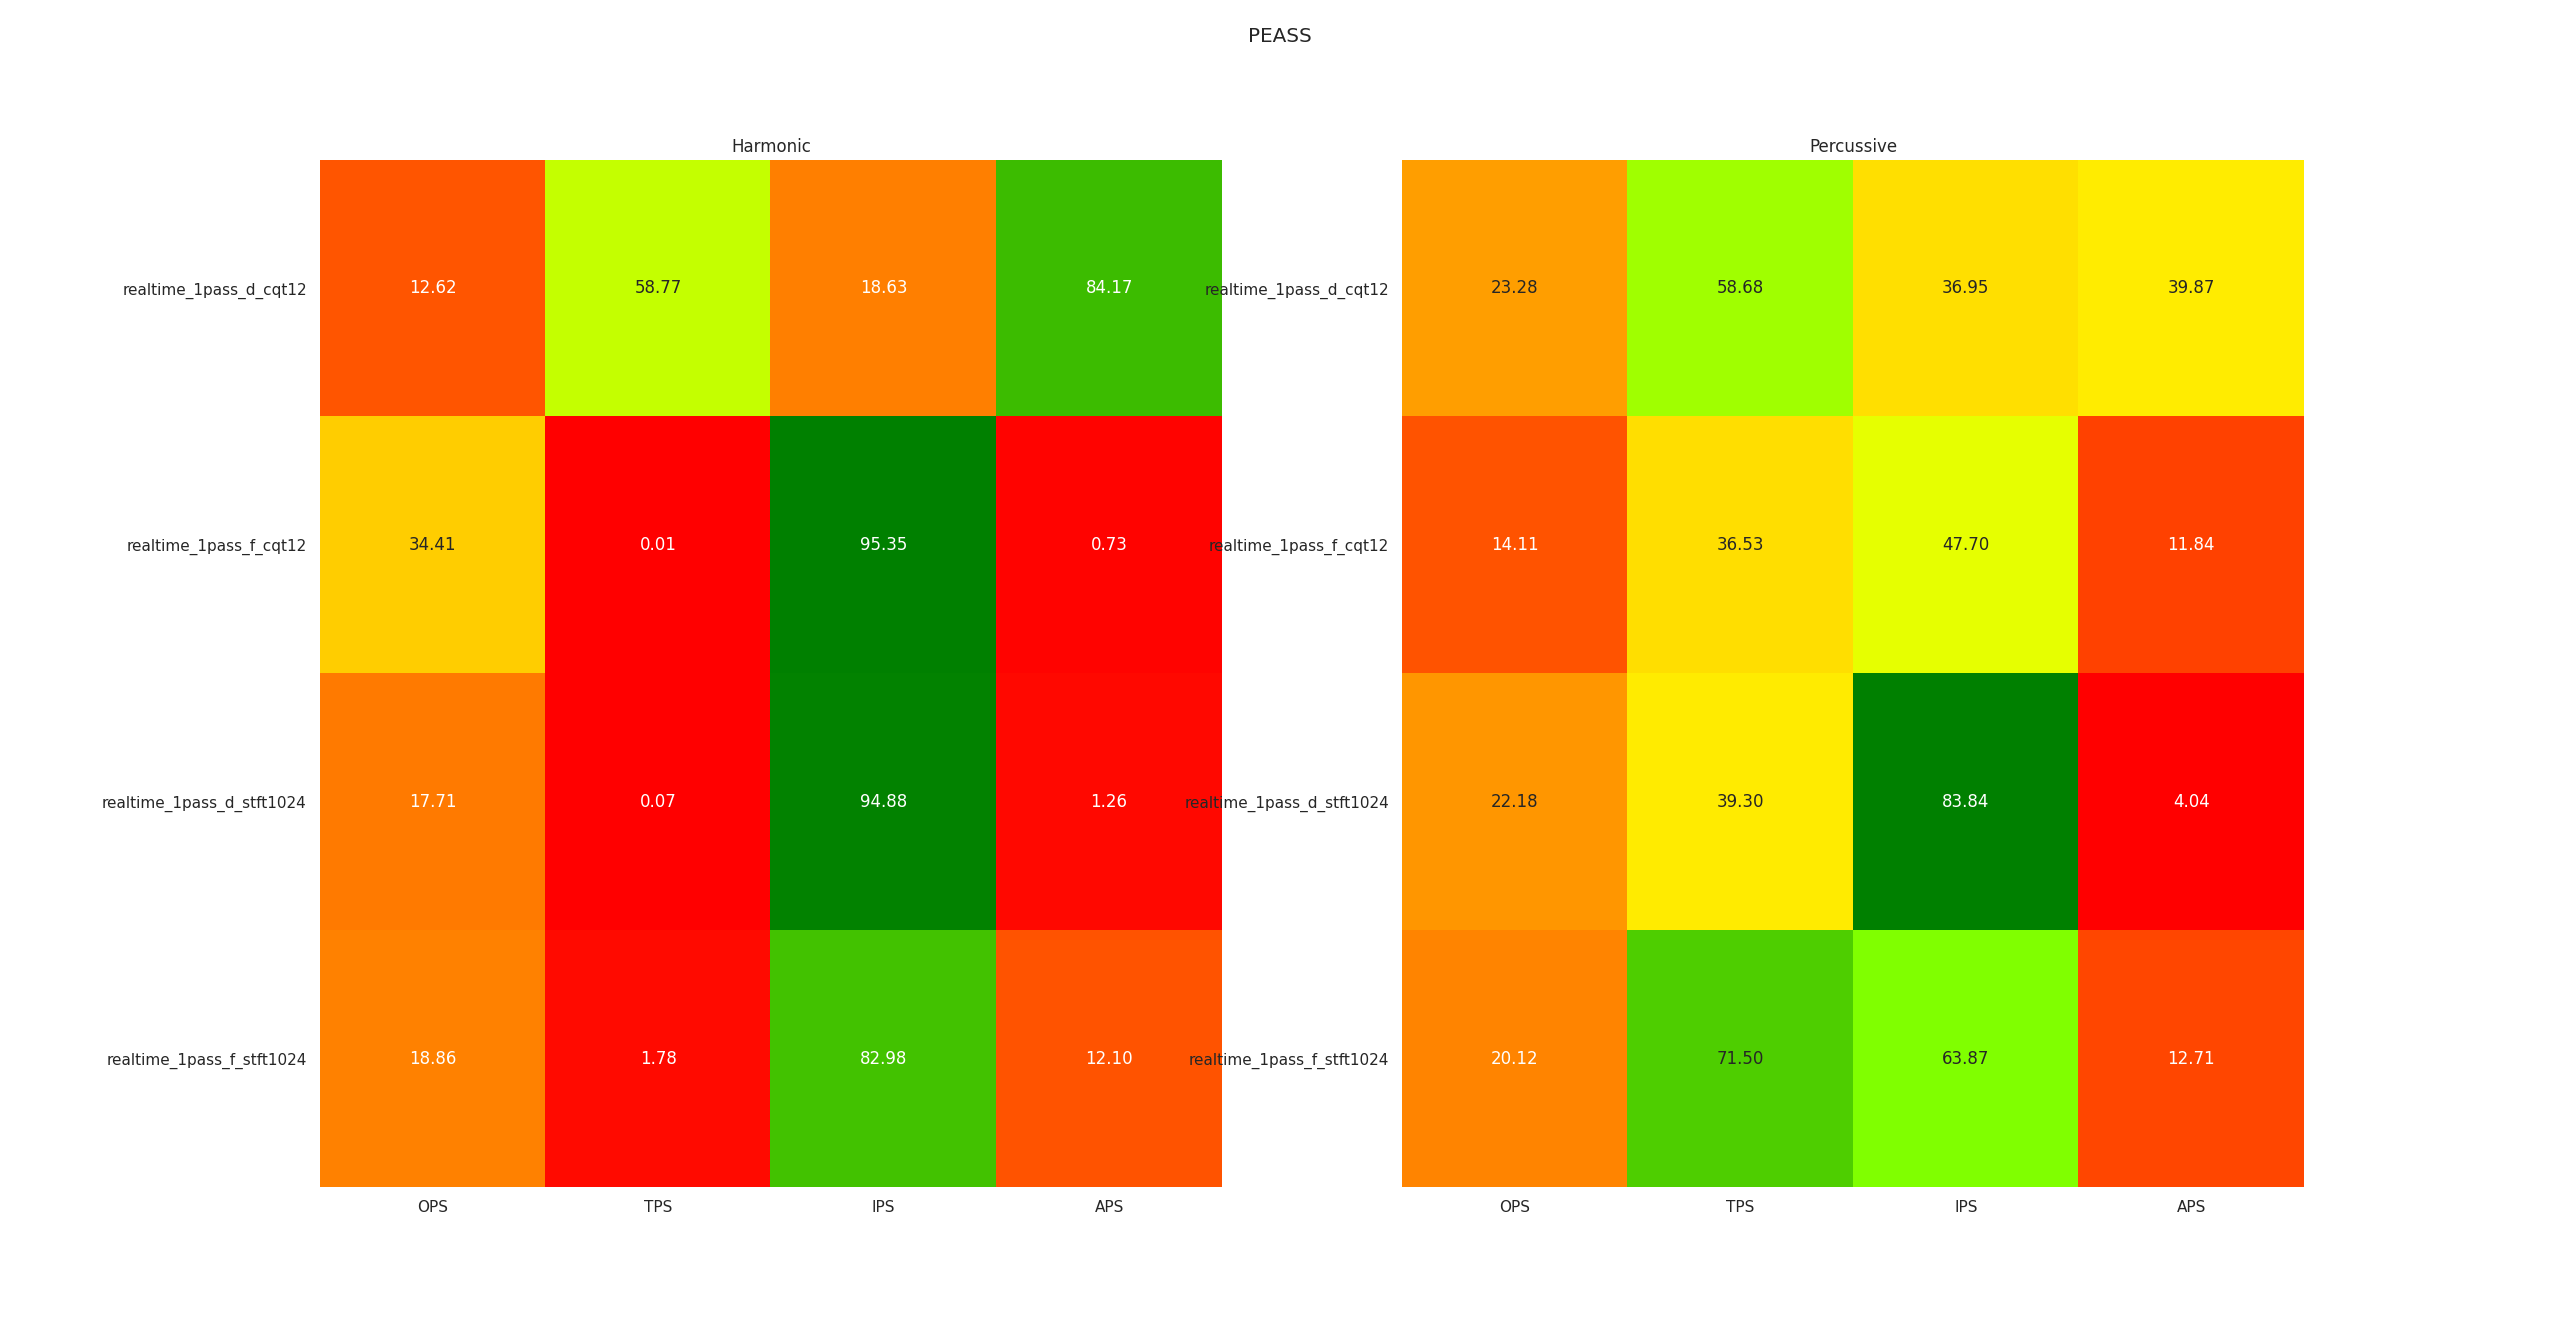 PEASS
Harmonic
realtime_1pass_d_cqt12 12.62 58.77 18.63 84.17
realtime_1pass_f_cqt12 34.41 0.01 95.35 0.73
realtime_1pass_d_stft1024 17.71 0.07 94.88 1.26
realtime_1pass_f_stft1024 18.86 1.78 82.98 12.10
OPS TPS IPS APS
Percussive
realtime_1pass_d_cqt12 23.28 58.68 36.95 39.87
realtime_1pass_f_cqt12 14.11 36.53 47.70 11.84
realtime_1pass_d_stft1024 22.18 39.30 83.84 4.04
realtime_1pass_f_stft1024 20.12 71.50 63.87 12.71
OPS TPS IPS APS